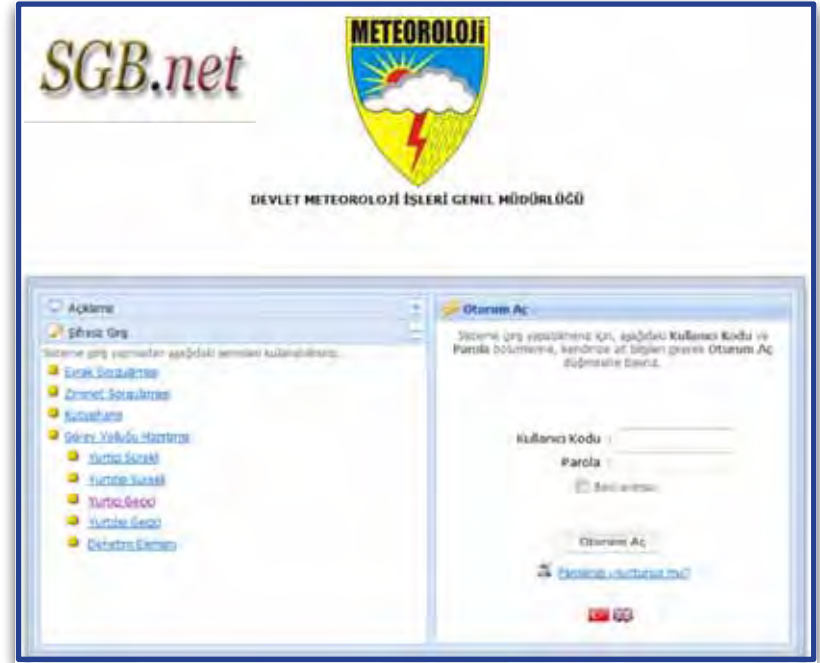 SGB.net
METEOROLOJİ
DEVLET METEOROLOJİ İŞLERİ GENEL MÜDÜRLÜĞÜ
Açıklama
Şifresiz Giriş
Sisteme giriş yapmadan aşağıdaki servisleri kullanabilirsiniz.
Evrak Sorgulaması
Zimmet Sorgulaması
Kütüphane
Görev Yolluğu Hazırlama
Yurtiçi Sürekli
Yurtdışı Sürekli
Yurtiçi Geçici
Yurtdışı Geçici
Denetim Elemanı
Oturum Aç
Sisteme giriş yapabilmeniz için, aşağıdaki Kullanıcı Kodu ve
Parola bölümlerine, kendinize ait bilgileri girerek Oturum Aç
düğmesine basınız.
Kullanıcı Kodu :
Parola :
Beni anımsa
Oturum Aç
Parolanızı unuttunuz mu?